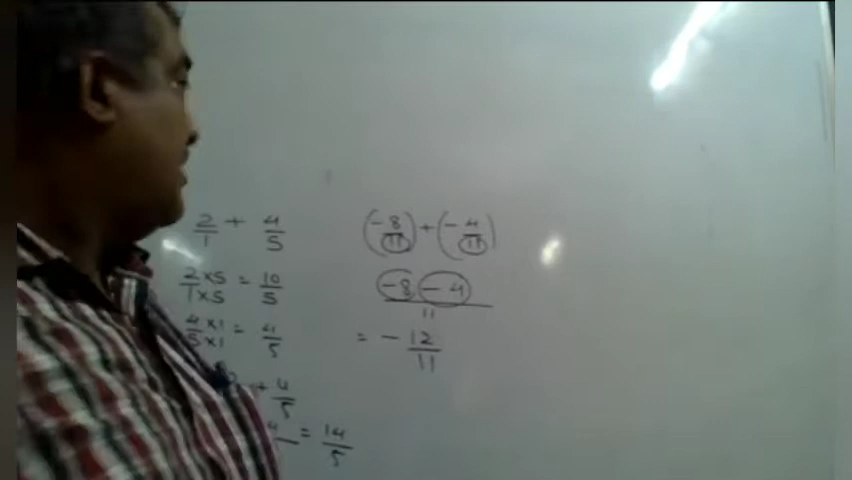 2/1 + 4/5
2×5/1×5 = 10/5
4×1/5×1 = 4/5
+ 4/5
= 14/5
(-8/11) + (-4/11)
-8-4/11
= -12/11